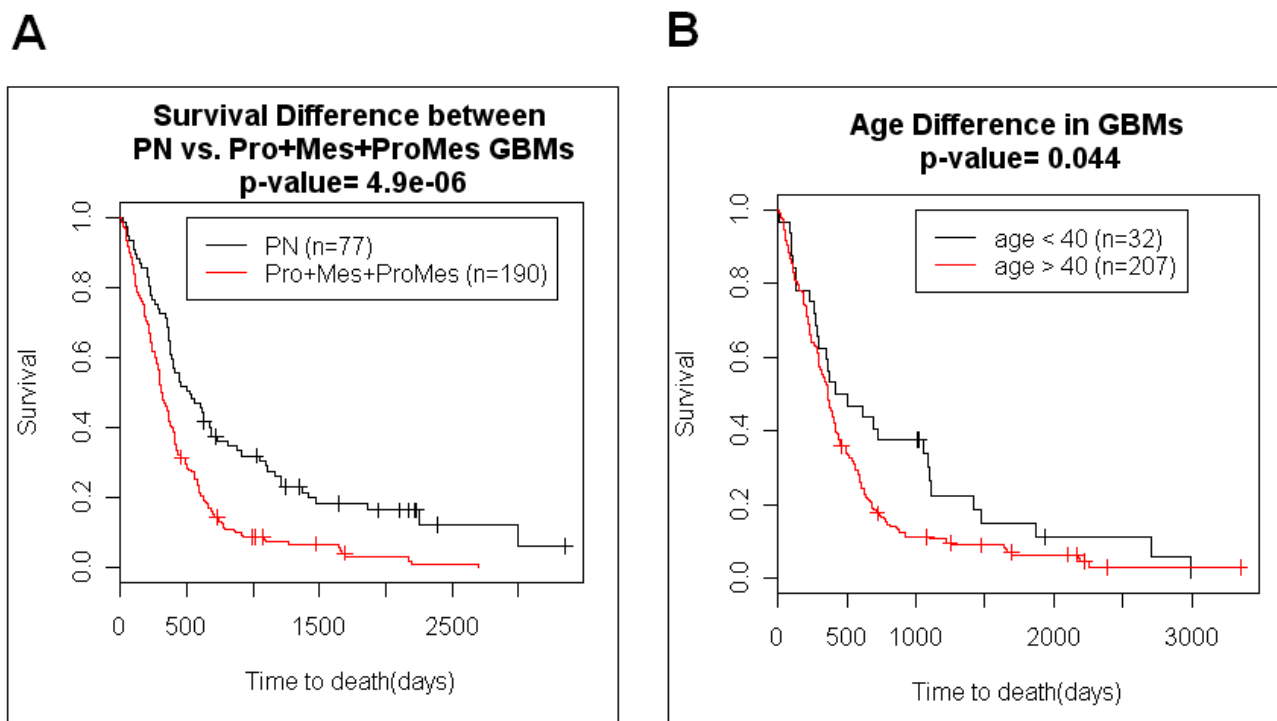 A
Survival Difference between
PN vs. Pro+Mes+ProMes GBMs
p-value= 4.9e-06
PN (n=77)
Pro+Mes+ProMes (n=190)
Survival
1.0
0.8
0.6
0.4
0.2
0.0
0 500 1500 2500
Time to death(days)
B
Age Difference in GBMs
p-value= 0.044
age < 40 (n=32)
age > 40 (n=207)
Survival
1.0
0.8
0.6
0.4
0.2
0.0
0 500 1000 2000 3000
Time to death(days)